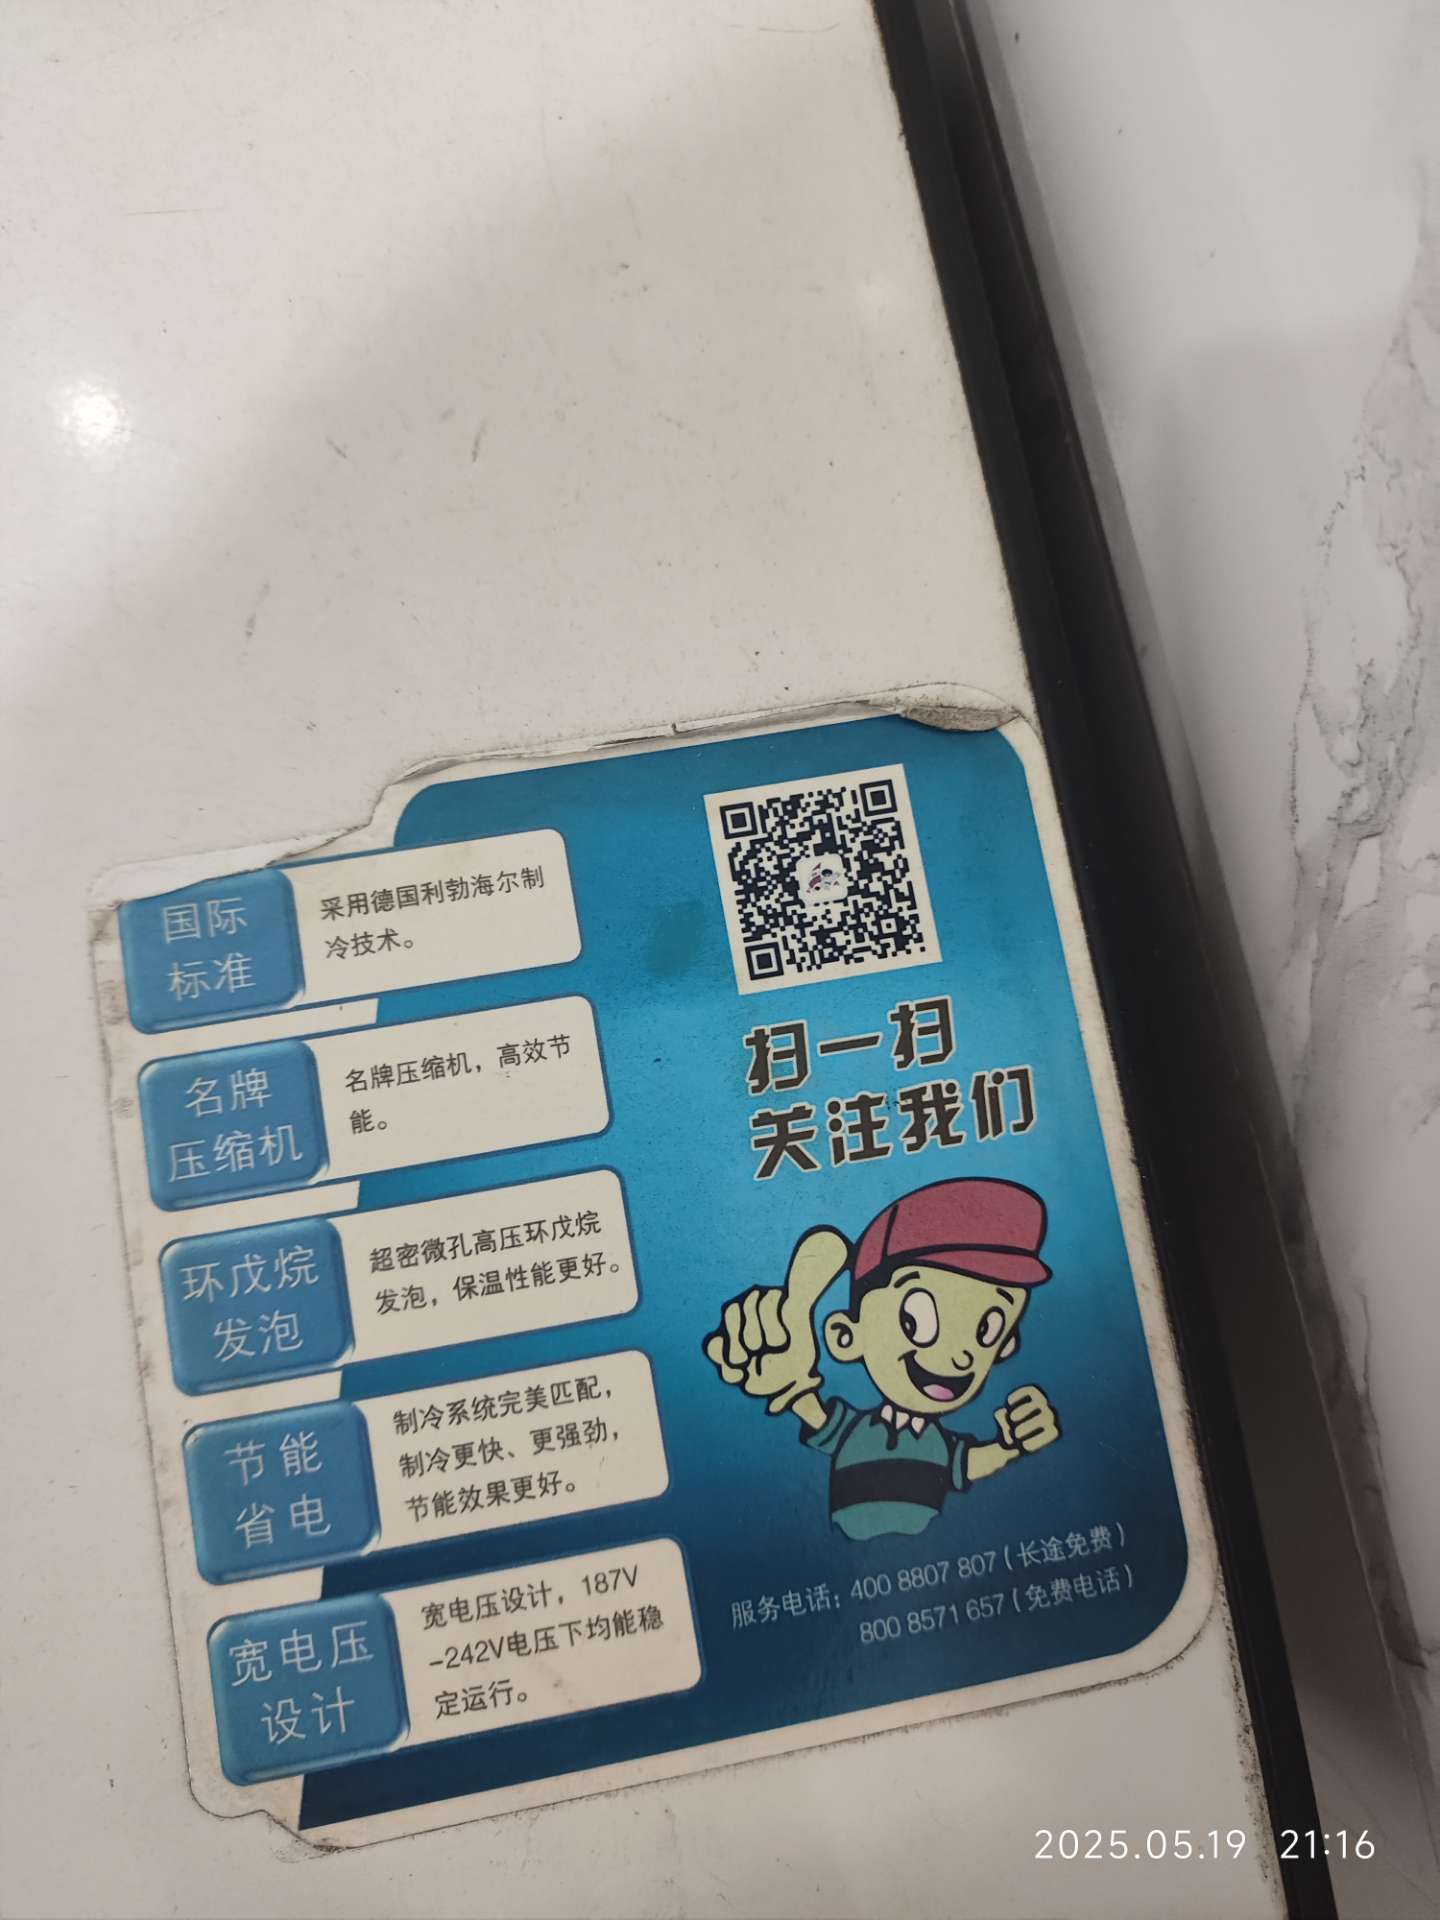 国际
标准
采用德国利勃海尔制
冷技术。
名牌
压缩机
名牌压缩机，高效节
能。
环戊烷
发泡
超密微孔高压环戊烷
发泡，保温性能更好。
节能
省电
制冷系统完美匹配，
制冷更快、更强劲，
节能效果更好。
宽电压
设计
宽电压设计，187V
-242V电压下均能稳
定运行。
扫一扫
关注我们
服务电话：400 8807 807（长途免费）
800 8571 657（免费电话）
2025.05.19 21:16